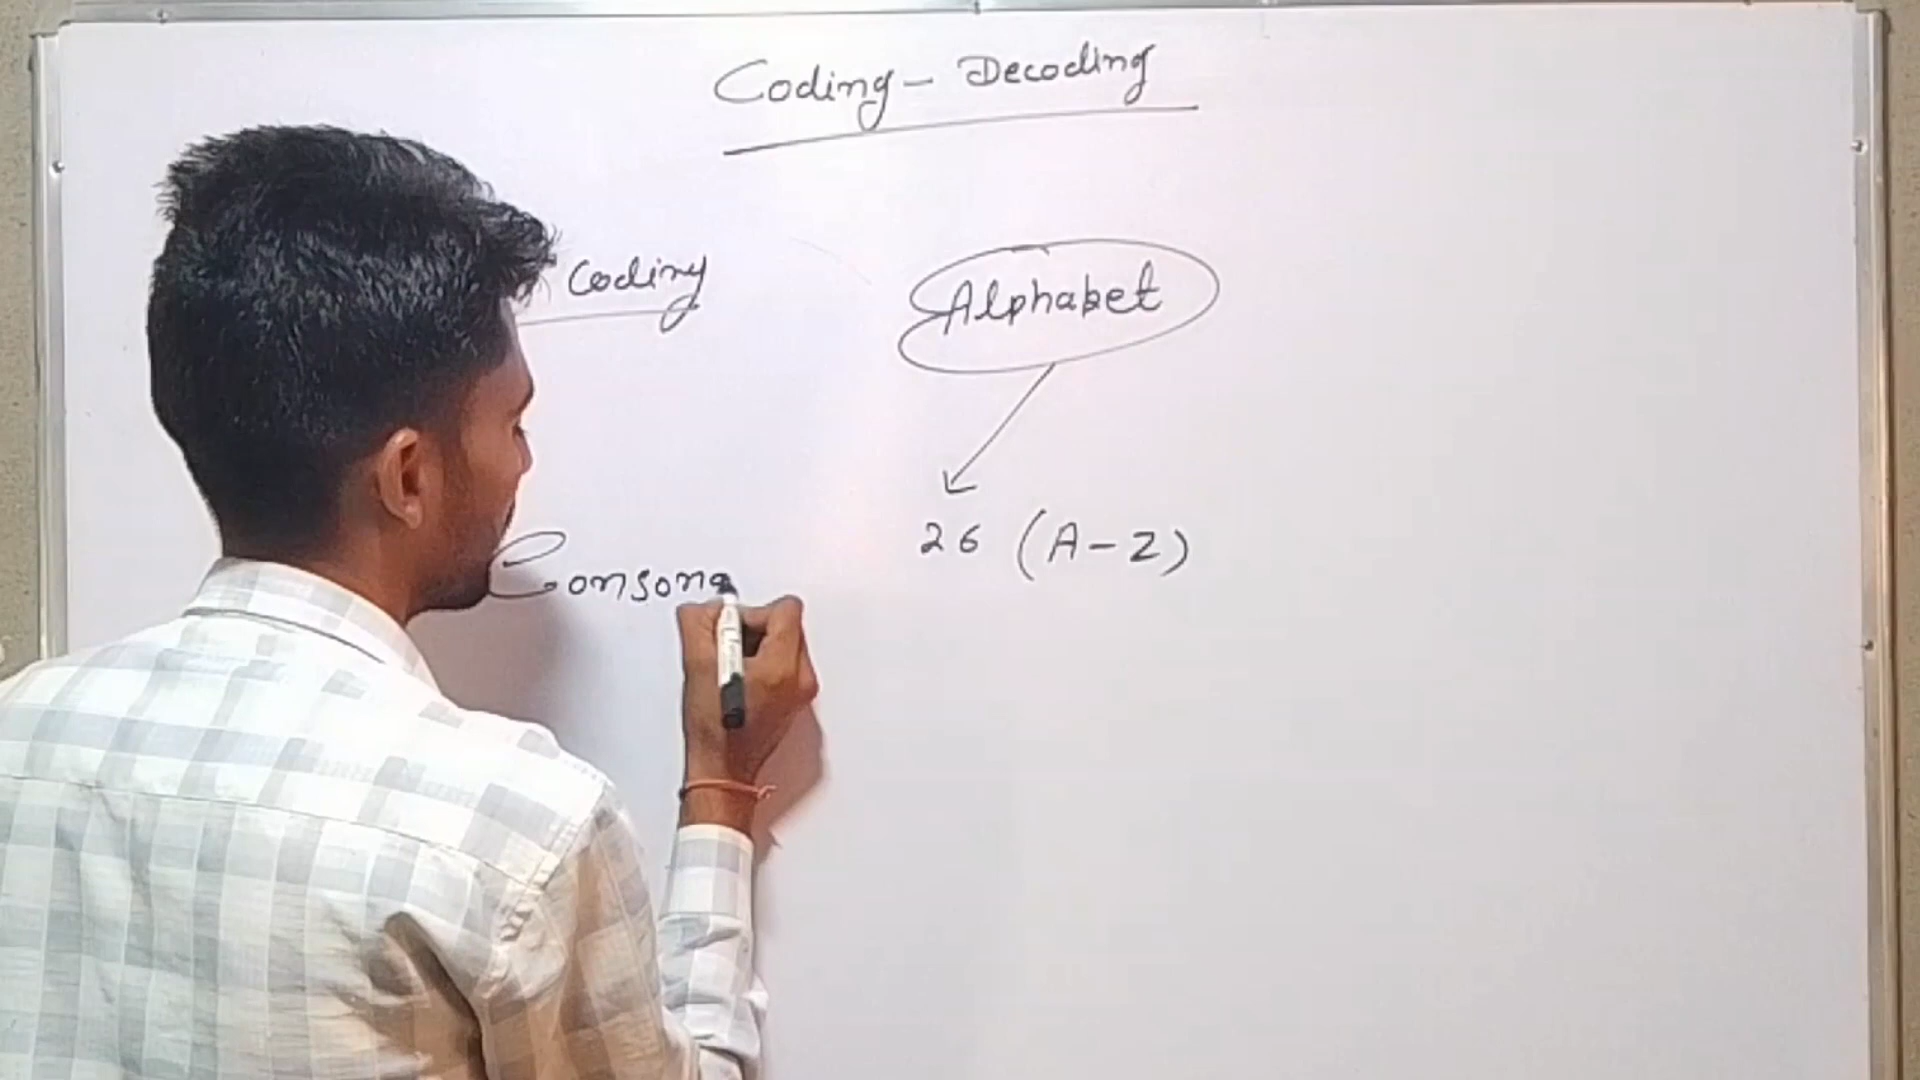 Coding - Decoding
Coding
Alphabet
26 (A-Z)
Consona